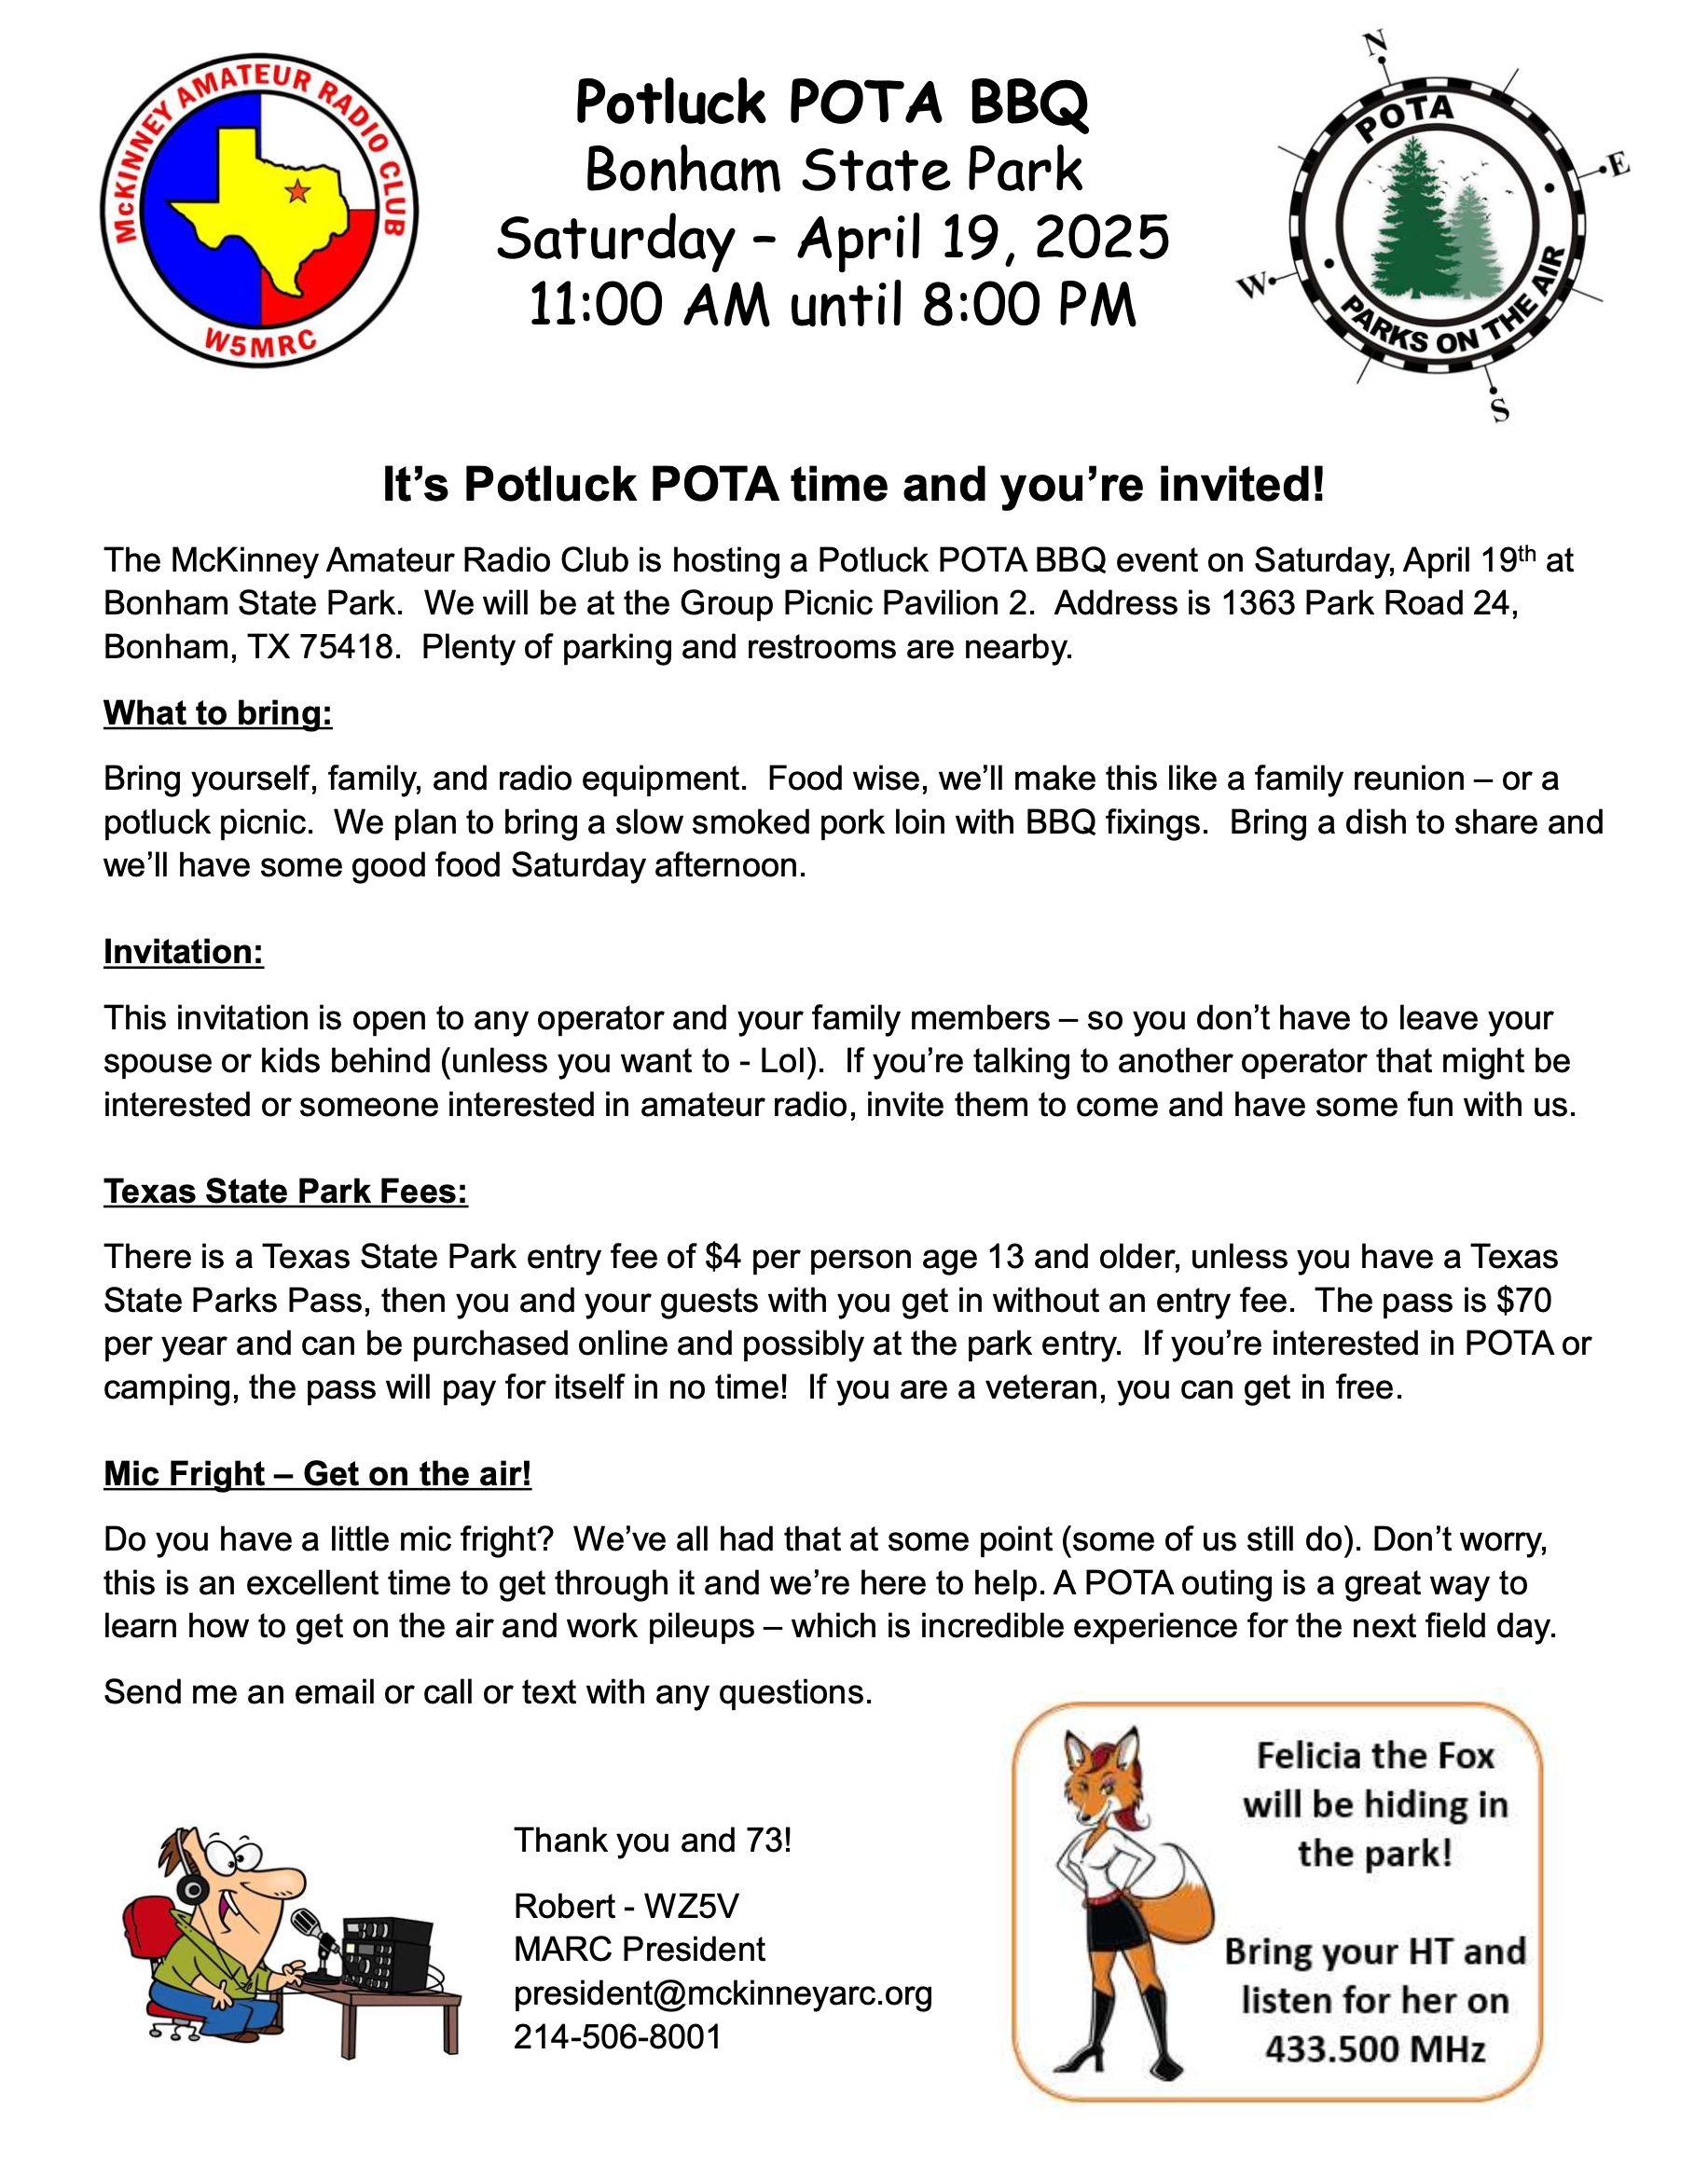 McKINNEY AMATEUR RADIO CLUB
W5MRC
Potluck POTA BBQ
Bonham State Park
Saturday – April 19, 2025
11:00 AM until 8:00 PM
N
POTA
E
W
PARKS ON THE AIR
S
It’s Potluck POTA time and you’re invited!
The McKinney Amateur Radio Club is hosting a Potluck POTA BBQ event on Saturday, April 19th at
Bonham State Park.  We will be at the Group Picnic Pavilion 2.  Address is 1363 Park Road 24,
Bonham, TX 75418.  Plenty of parking and restrooms are nearby.
What to bring:
Bring yourself, family, and radio equipment.  Food wise, we’ll make this like a family reunion – or a
potluck picnic.  We plan to bring a slow smoked pork loin with BBQ fixings.  Bring a dish to share and
we’ll have some good food Saturday afternoon.
Invitation:
This invitation is open to any operator and your family members – so you don’t have to leave your
spouse or kids behind (unless you want to - Lol).  If you’re talking to another operator that might be
interested or someone interested in amateur radio, invite them to come and have some fun with us.
Texas State Park Fees:
There is a Texas State Park entry fee of $4 per person age 13 and older, unless you have a Texas
State Parks Pass, then you and your guests with you get in without an entry fee.  The pass is $70
per year and can be purchased online and possibly at the park entry.  If you’re interested in POTA or
camping, the pass will pay for itself in no time!  If you are a veteran, you can get in free.
Mic Fright – Get on the air!
Do you have a little mic fright?  We’ve all had that at some point (some of us still do). Don’t worry,
this is an excellent time to get through it and we’re here to help. A POTA outing is a great way to
learn how to get on the air and work pileups – which is incredible experience for the next field day.
Send me an email or call or text with any questions.
Thank you and 73!
Robert - WZ5V
MARC President
president@mckinneyarc.org
214-506-8001
Felicia the Fox
will be hiding in
the park!
Bring your HT and
listen for her on
433.500 MHz